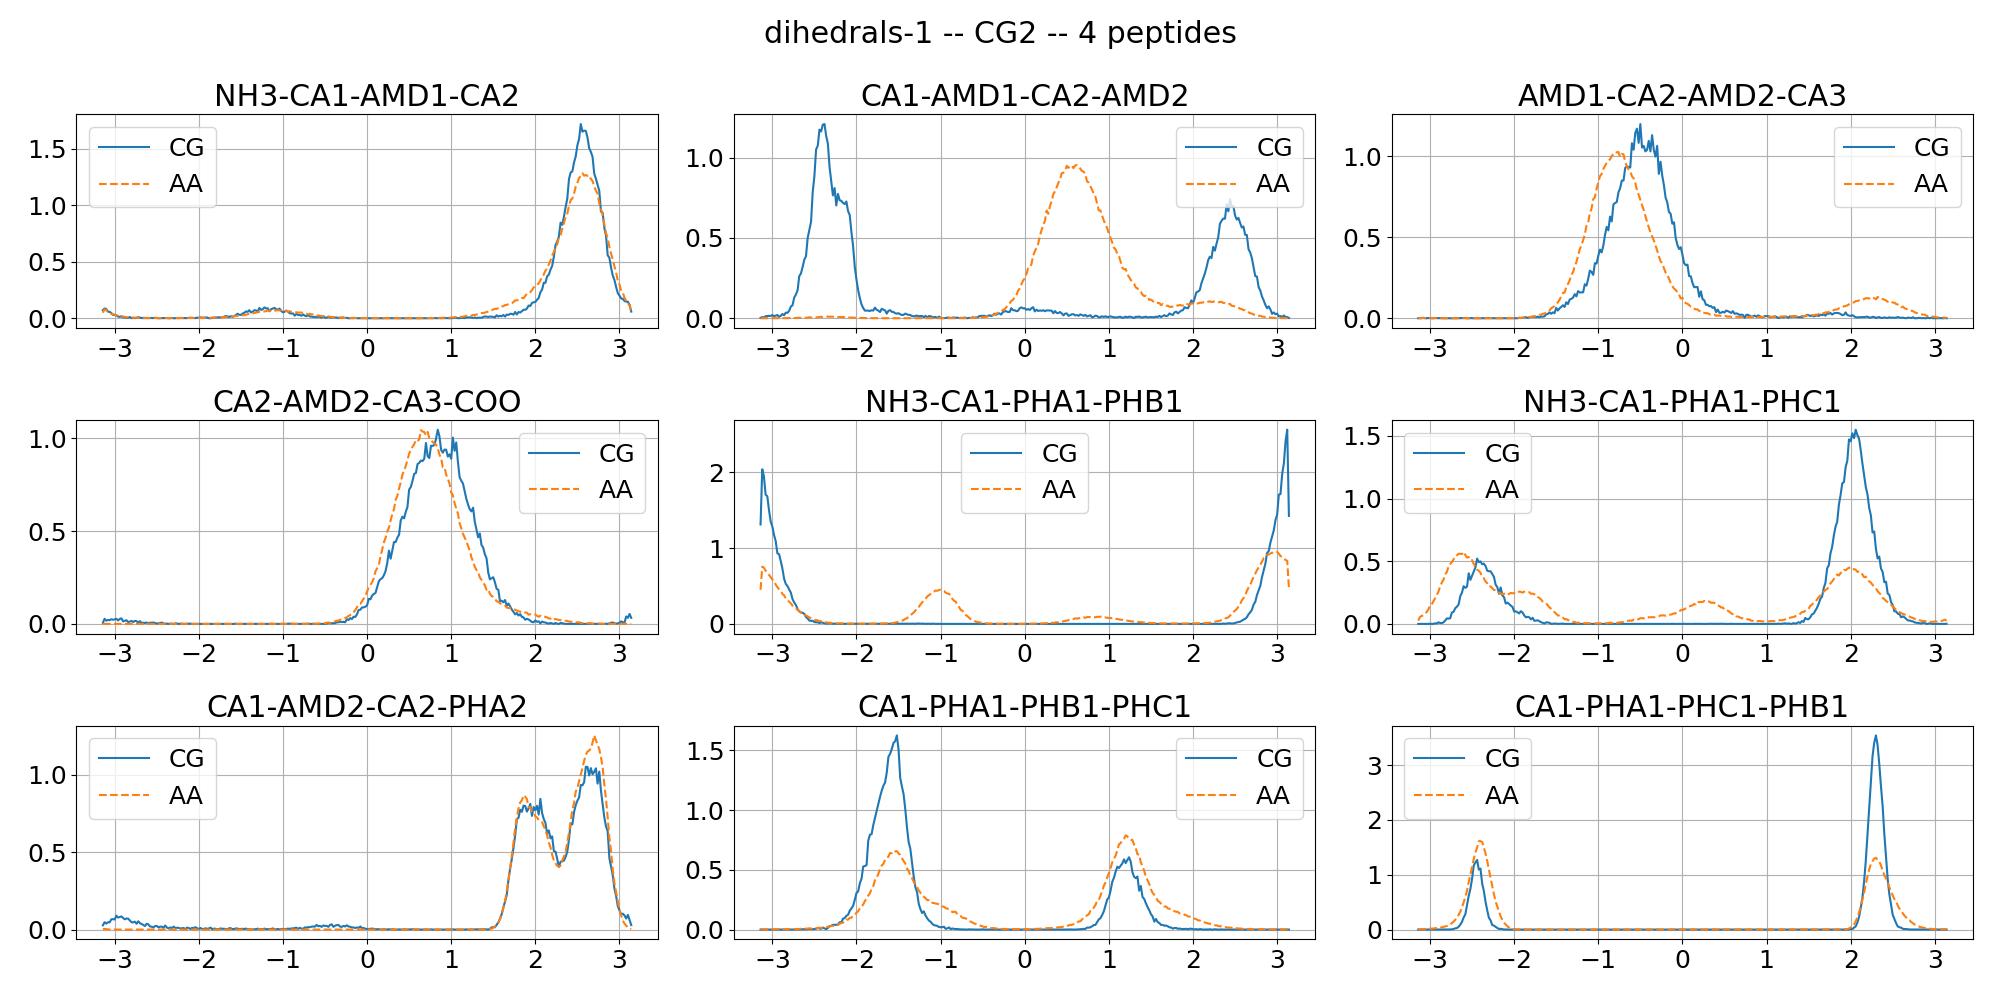 dihedrals-1 -- CG2 -- 4 peptides
NH3-CA1-AMD1-CA2
CG
AA
1.5
1.0
0.5
0.0
−3 −2 −1 0 1 2 3
CA1-AMD1-CA2-AMD2
CG
AA
1.0
0.5
0.0
−3 −2 −1 0 1 2 3
AMD1-CA2-AMD2-CA3
CG
AA
1.0
0.5
0.0
−3 −2 −1 0 1 2 3
CA2-AMD2-CA3-COO
CG
AA
1.0
0.5
0.0
−3 −2 −1 0 1 2 3
NH3-CA1-PHA1-PHB1
CG
AA
2
1
0
−3 −2 −1 0 1 2 3
NH3-CA1-PHA1-PHC1
CG
AA
1.5
1.0
0.5
0.0
−3 −2 −1 0 1 2 3
CA1-AMD2-CA2-PHA2
CG
AA
1.0
0.5
0.0
−3 −2 −1 0 1 2 3
CA1-PHA1-PHB1-PHC1
CG
AA
1.5
1.0
0.5
0.0
−3 −2 −1 0 1 2 3
CA1-PHA1-PHC1-PHB1
CG
AA
3
2
1
0
−3 −2 −1 0 1 2 3